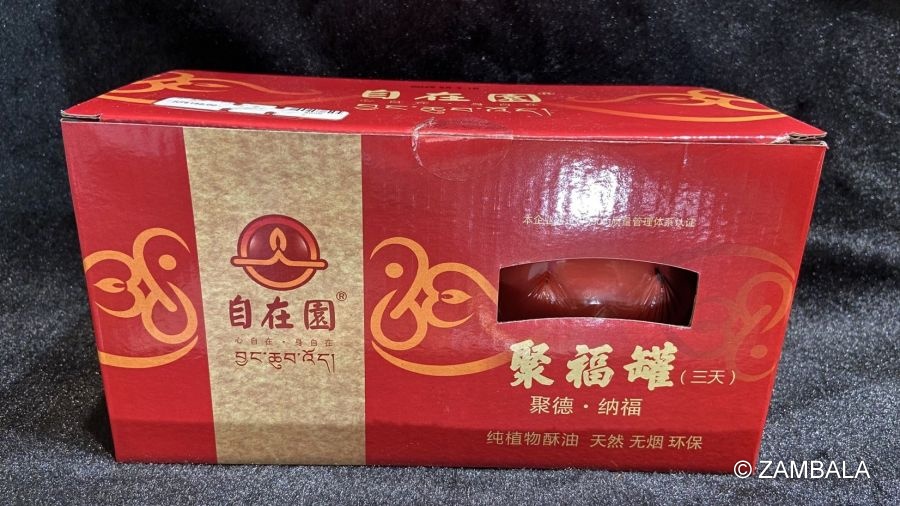 自在園®
自在園®
心自在·身自在
བྱང་ཆུབ་འོད།
聚福罐(三天)
聚德·纳福
纯植物酥油 天然 无烟 环保
© ZAMBALA